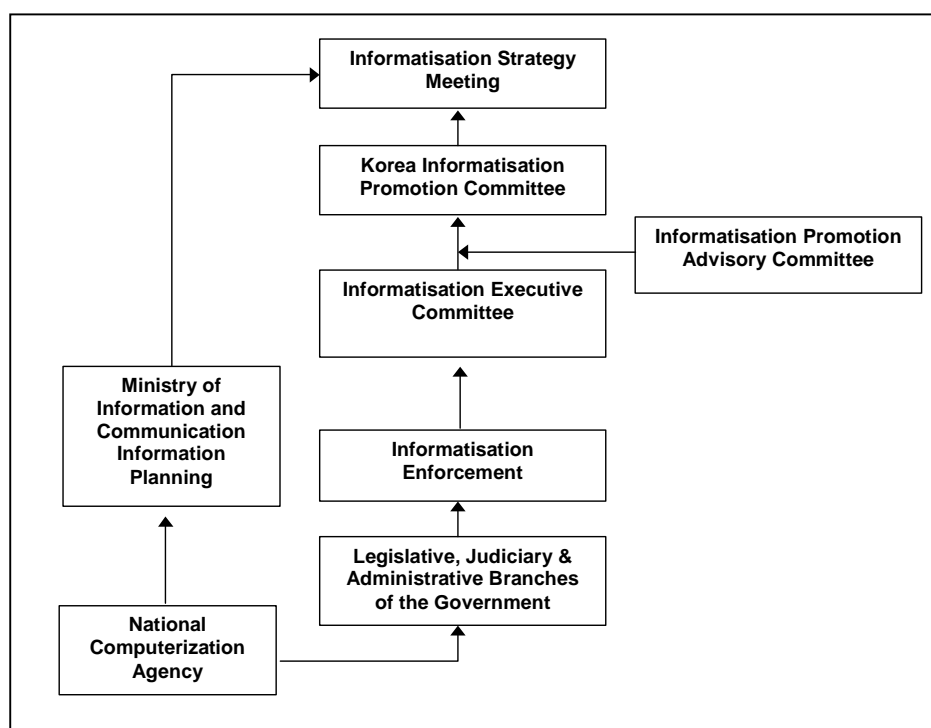 Informatisation Strategy
Meeting
Korea Informatisation
Promotion Committee
Informatisation Promotion
Advisory Committee
Informatisation Executive
Committee
Ministry of
Information and
Communication
Information
Planning
Informatisation
Enforcement
Legislative, Judiciary &
Administrative Branches
of the Government
National
Computerization
Agency